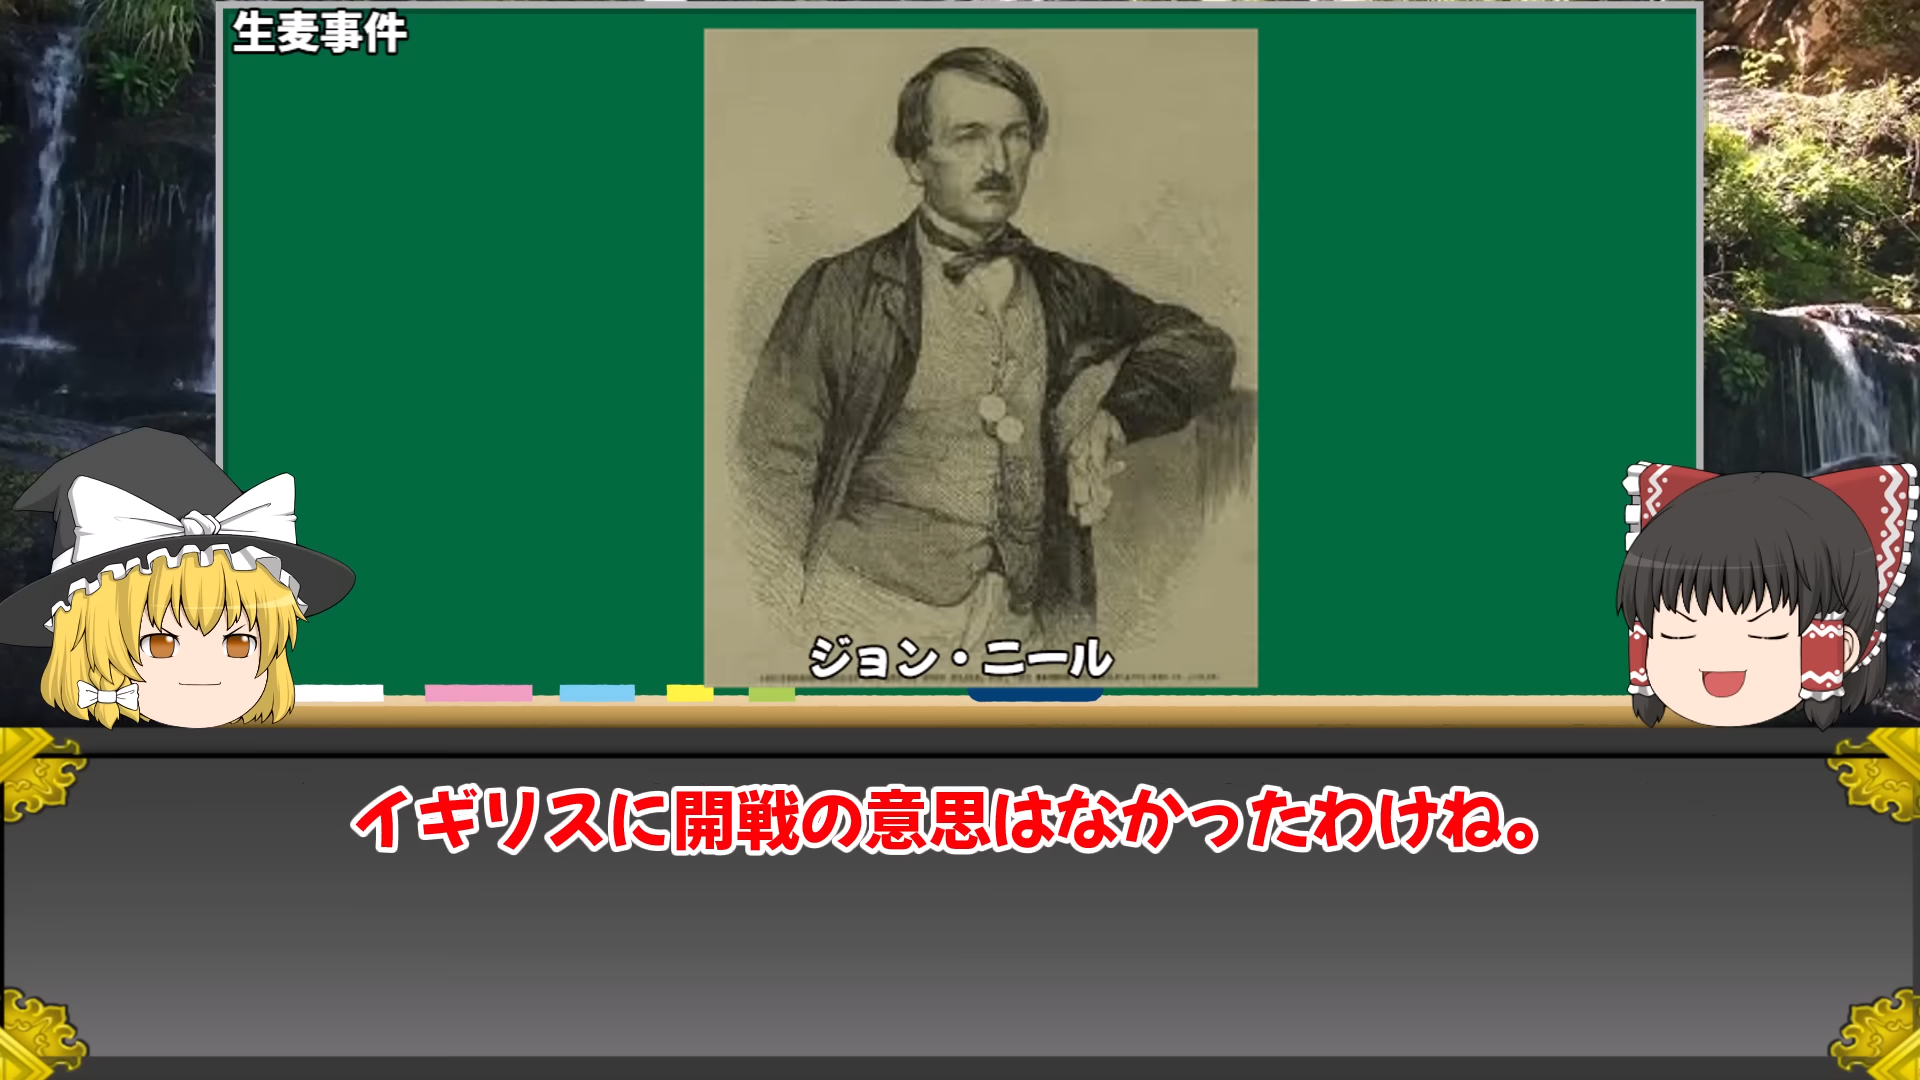 生麦事件
ジョン・ニール
イギリスに開戦の意思はなかったわけね。